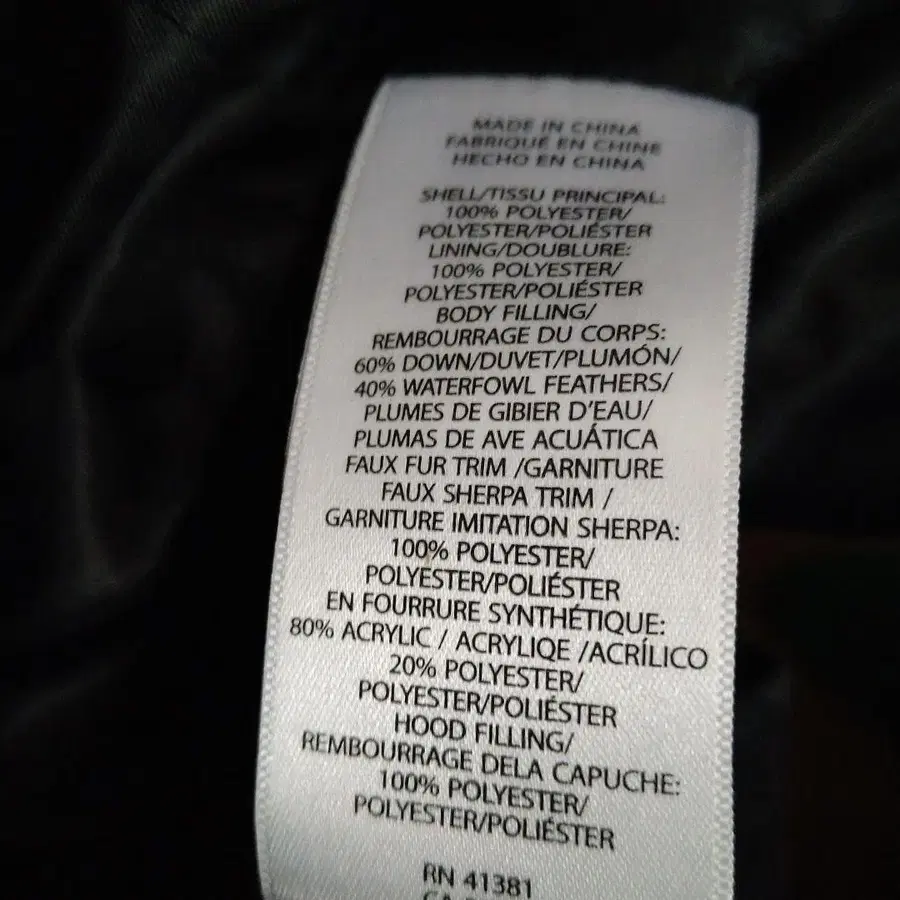 MADE IN CHINA
FABRIQUÉ EN CHINE
HECHO EN CHINA
SHELL/TISSU PRINCIPAL:
100% POLYESTER/
POLYESTER/POLIÉSTER
LINING/DOUBLURE:
100% POLYESTER/
POLYESTER/POLIÉSTER
BODY FILLING/
REMBOURRAGE DU CORPS:
60% DOWN/DUVET/PLUMÓN/
40% WATERFOWL FEATHERS/
PLUMES DE GIBIER D'EAU/
PLUMAS DE AVE ACUÁTICA
FAUX FUR TRIM /GARNITURE
FAUX SHERPA TRIM /
GARNITURE IMITATION SHERPA:
100% POLYESTER/
POLYESTER/POLIÉSTER
EN FOURRURE SYNTHÉTIQUE:
80% ACRYLIC / ACRYLIQE /ACRÍLICO
20% POLYESTER/
POLYESTER/POLIÉSTER
HOOD FILLING/
REMBOURRAGE DELA CAPUCHE:
100% POLYESTER/
POLYESTER/POLIÉSTER
RN 41381